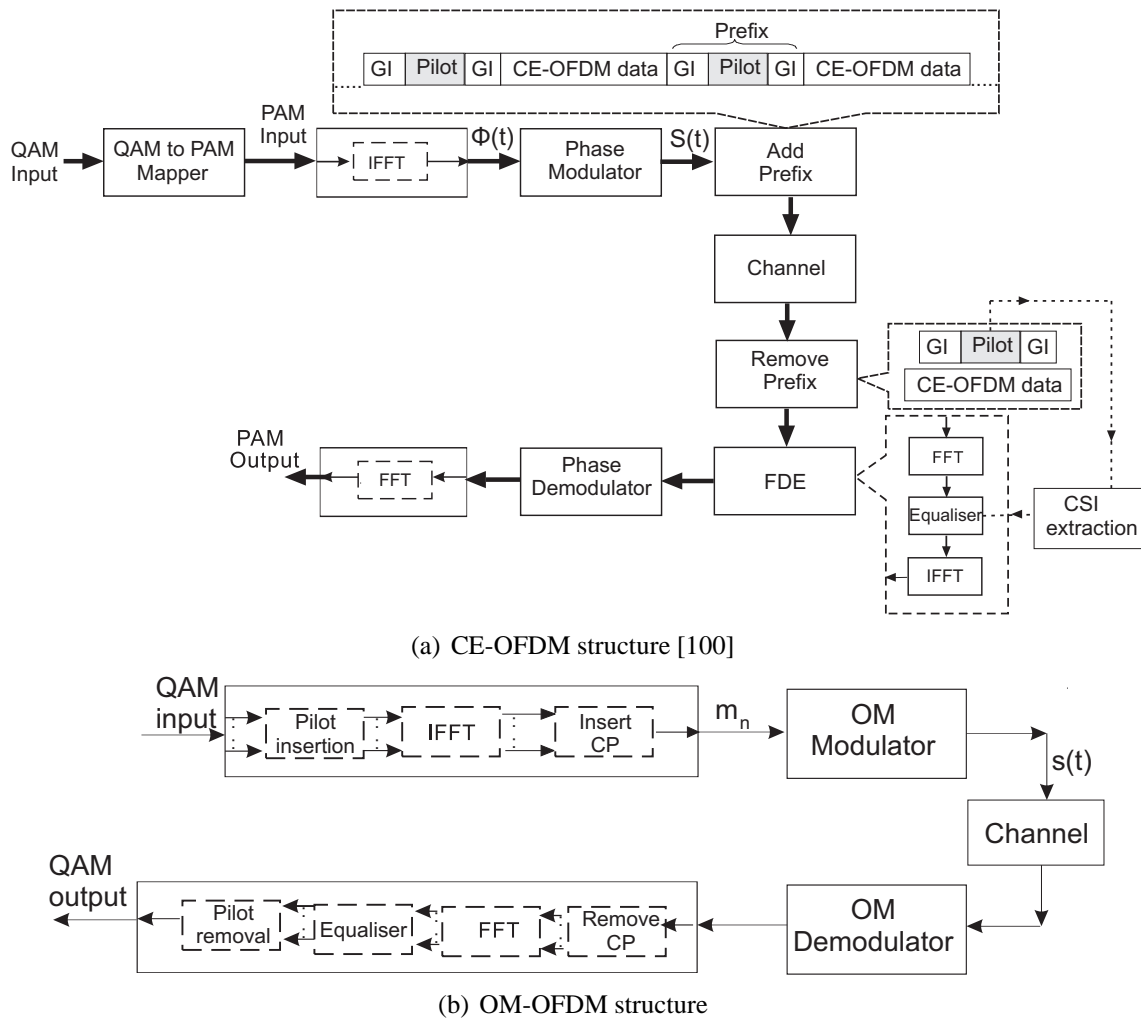 Prefix
GI Pilot GI CE-OFDM data GI Pilot GI CE-OFDM data
QAM
Input
QAM to PAM
Mapper
PAM
Input
IFFT
Φ(t)
Phase
Modulator
S(t)
Add
Prefix
Channel
Remove
Prefix
GI Pilot GI
CE-OFDM data
PAM
Output
FFT
Phase
Demodulator
FDE
FFT
Equaliser
IFFT
CSI
extraction
(a) CE-OFDM structure [100]
QAM
input
Pilot
insertion
IFFT
Insert
CP
mn
OM
Modulator
s(t)
Channel
QAM
output
Pilot
removal
Equaliser
FFT
Remove
CP
OM
Demodulator
(b) OM-OFDM structure